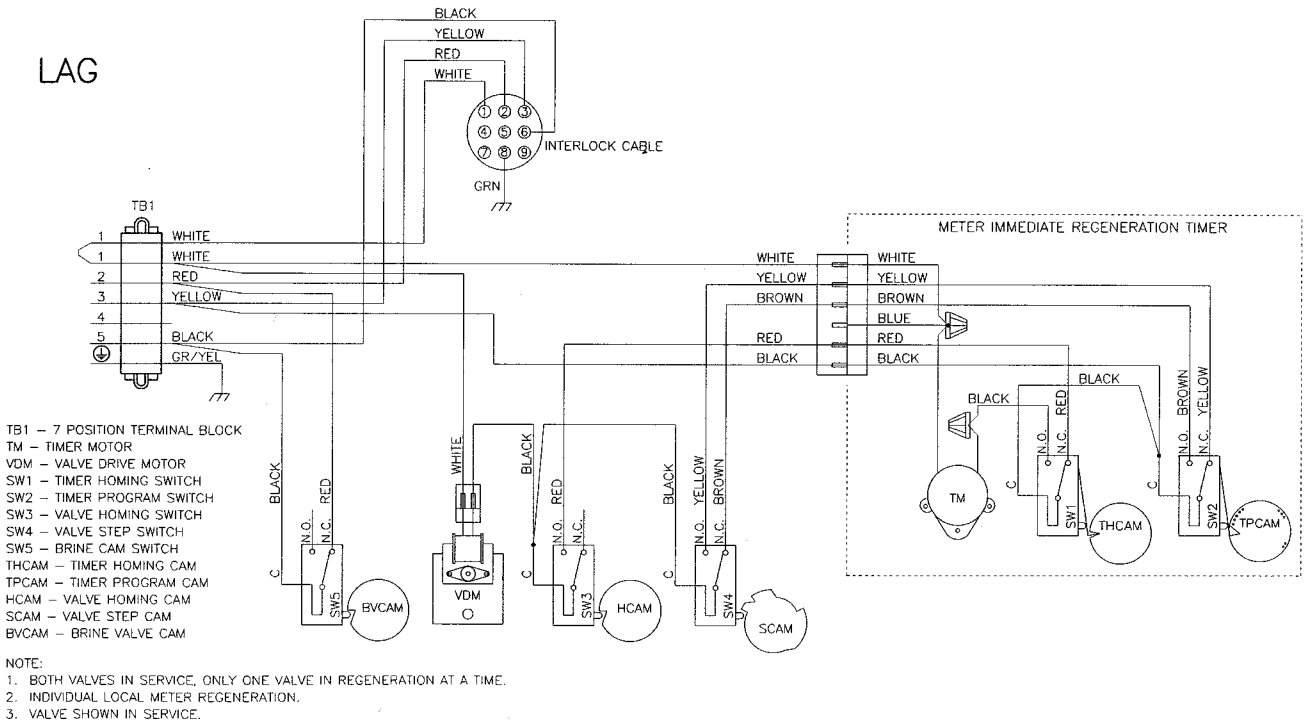 LAG
BLACK
YELLOW
RED
WHITE
1 2 3
4 5 6
7 8 9
INTERLOCK CABLE
GRN
TB1
1 WHITE
1 WHITE
2 RED
3 YELLOW
4
5 BLACK
GR/YEL
METER IMMEDIATE REGENERATION TIMER
WHITE WHITE
YELLOW YELLOW
BROWN BROWN
BLUE
RED RED
BLACK BLACK
BLACK
BLACK
N.O.
N.C. RED
N.O. BROWN
N.C. YELLOW
C
C
TM
SW1
THCAM
SW2
TPCAM
TB1 – 7 POSITION TERMINAL BLOCK
TM – TIMER MOTOR
VDM – VALVE DRIVE MOTOR
SW1 – TIMER HOMING SWITCH
SW2 – TIMER PROGRAM SWITCH
SW3 – VALVE HOMING SWITCH
SW4 – VALVE STEP SWITCH
SW5 – BRINE CAM SWITCH
THCAM – TIMER HOMING CAM
TPCAM – TIMER PROGRAM CAM
HCAM – VALVE HOMING CAM
SCAM – VALVE STEP CAM
BVCAM – BRINE VALVE CAM
BLACK
C
N.O.
N.C. RED
SW5
BVCAM
WHITE
VDM
BLACK
C
N.O. RED
N.C.
SW3
HCAM
BLACK
C
N.O. YELLOW
N.C. BROWN
SW4
SCAM
NOTE:
1. BOTH VALVES IN SERVICE, ONLY ONE VALVE IN REGENERATION AT A TIME.
2. INDIVIDUAL LOCAL METER REGENERATION.
3. VALVE SHOWN IN SERVICE.